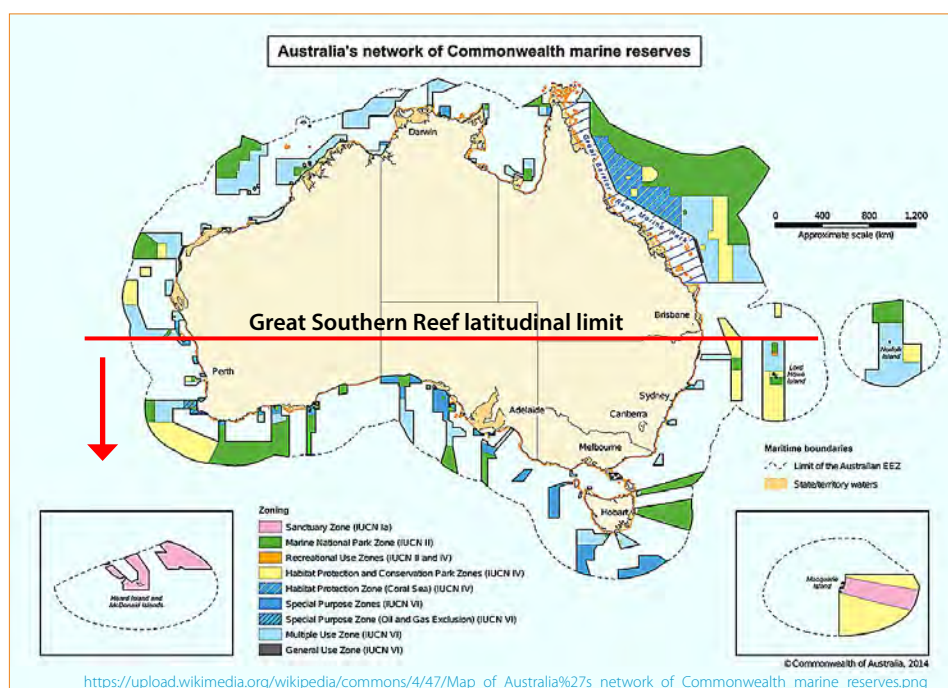 Australia's network of Commonwealth marine reserves
Darwin
Great Barrier Reef Marine Park
0 400 800 1,200
Approximate scale (km)
Great Southern Reef latitudinal limit
Brisbane
Norfolk
Island
Perth
Lord
Howe
Island
Sydney
Adelaide
Canberra
Melbourne
Hobart
Maritime boundaries
Limit of the Australian EEZ
State/territory waters
Zoning
Sanctuary Zone (IUCN Ia)
Marine National Park Zone (IUCN II)
Recreational Use Zones (IUCN II and IV)
Habitat Protection and Conservation Park Zones (IUCN IV)
Habitat Protection Zone (Coral Sea) (IUCN IV)
Special Purpose Zones (IUCN VI)
Special Purpose Zone (Oil and Gas Exclusion) (IUCN VI)
Multiple Use Zone (IUCN VI)
General Use Zone (IUCN VI)
Heard Island and
McDonald Islands
Macquarie
Island
© Commonwealth of Australia, 2014
https://upload.wikimedia.org/wikipedia/commons/4/47/Map_of_Australia%27s_network_of_Commonwealth_marine_reserves.png